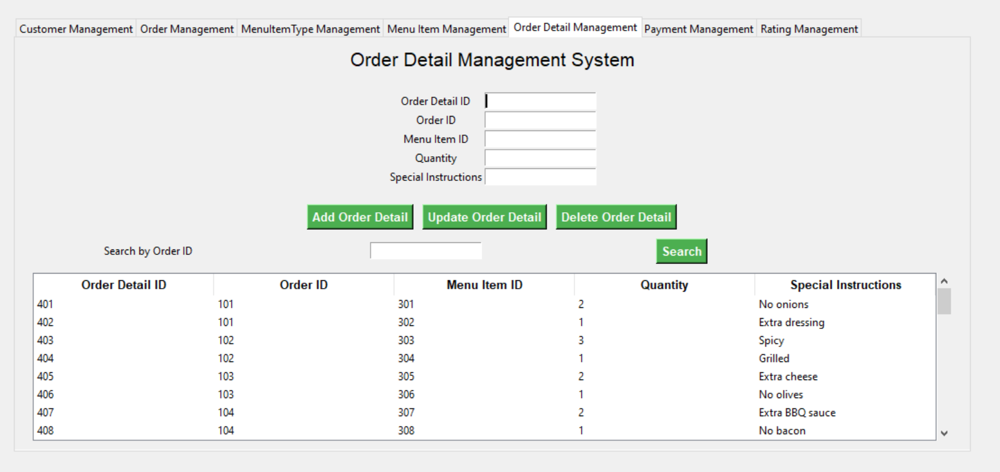 Customer Management Order Management MenuItemType Management Menu Item Management Order Detail Management Payment Management Rating Management
Order Detail Management System
Order Detail ID
Order ID
Menu Item ID
Quantity
Special Instructions
Add Order Detail Update Order Detail Delete Order Detail
Search by Order ID Search
Order Detail ID Order ID Menu Item ID Quantity Special Instructions
401 101 301 2 No onions
402 101 302 1 Extra dressing
403 102 303 3 Spicy
404 102 304 1 Grilled
405 103 305 2 Extra cheese
406 103 306 1 No olives
407 104 307 2 Extra BBQ sauce
408 104 308 1 No bacon